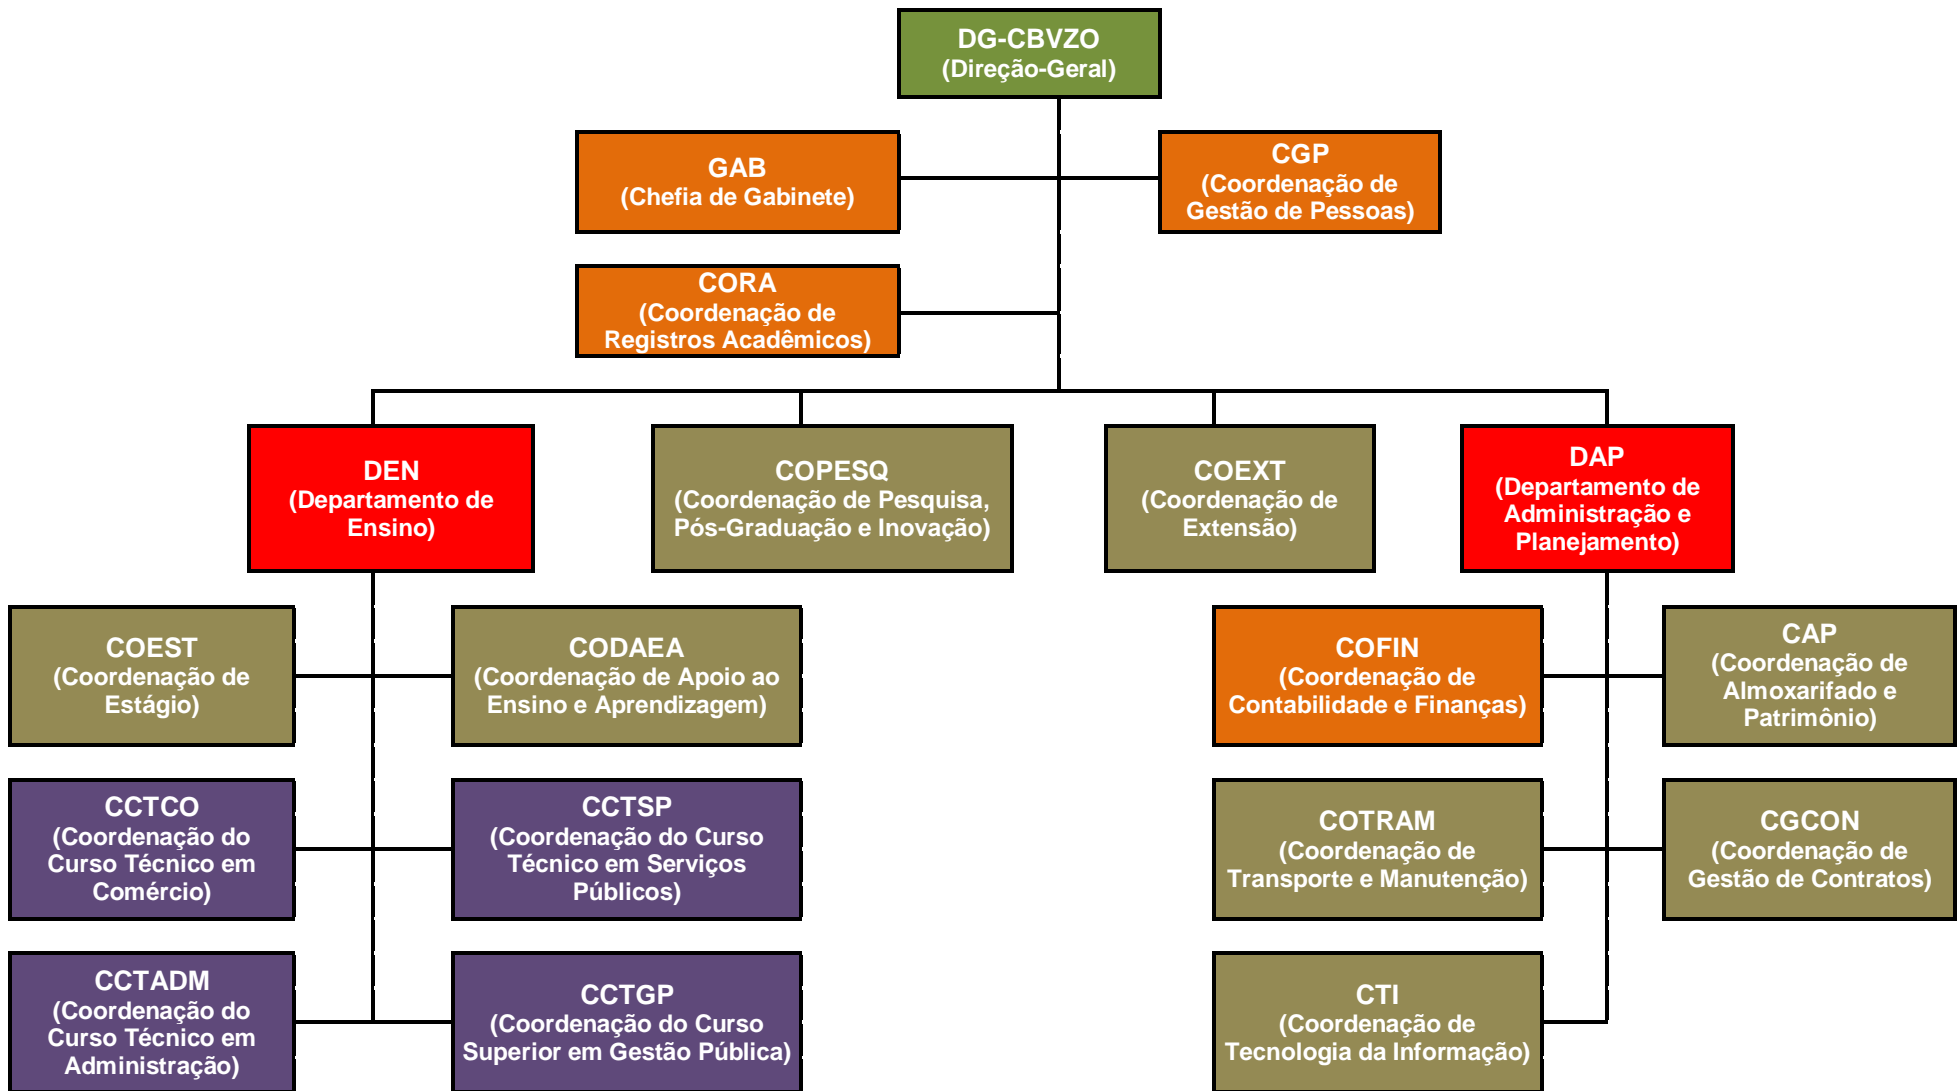 DG-CBVZO
(Direção-Geral)
GAB
(Chefia de Gabinete)
CGP
(Coordenação de
Gestão de Pessoas)
CORA
(Coordenação de
Registros Acadêmicos)
DEN
(Departamento de
Ensino)
COPESQ
(Coordenação de Pesquisa,
Pós-Graduação e Inovação)
COEXT
(Coordenação de
Extensão)
DAP
(Departamento de
Administração e
Planejamento)
COEST
(Coordenação de
Estágio)
CODAEA
(Coordenação de Apoio ao
Ensino e Aprendizagem)
COFIN
(Coordenação de
Contabilidade e Finanças)
CAP
(Coordenação de
Almoxarifado e
Patrimônio)
CCTCO
(Coordenação do
Curso Técnico em
Comércio)
CCTSP
(Coordenação do Curso
Técnico em Serviços
Públicos)
COTRAM
(Coordenação de
Transporte e Manutenção)
CGCON
(Coordenação de
Gestão de Contratos)
CCTADM
(Coordenação do
Curso Técnico em
Administração)
CCTGP
(Coordenação do Curso
Superior em Gestão Pública)
CTI
(Coordenação de
Tecnologia da Informação)